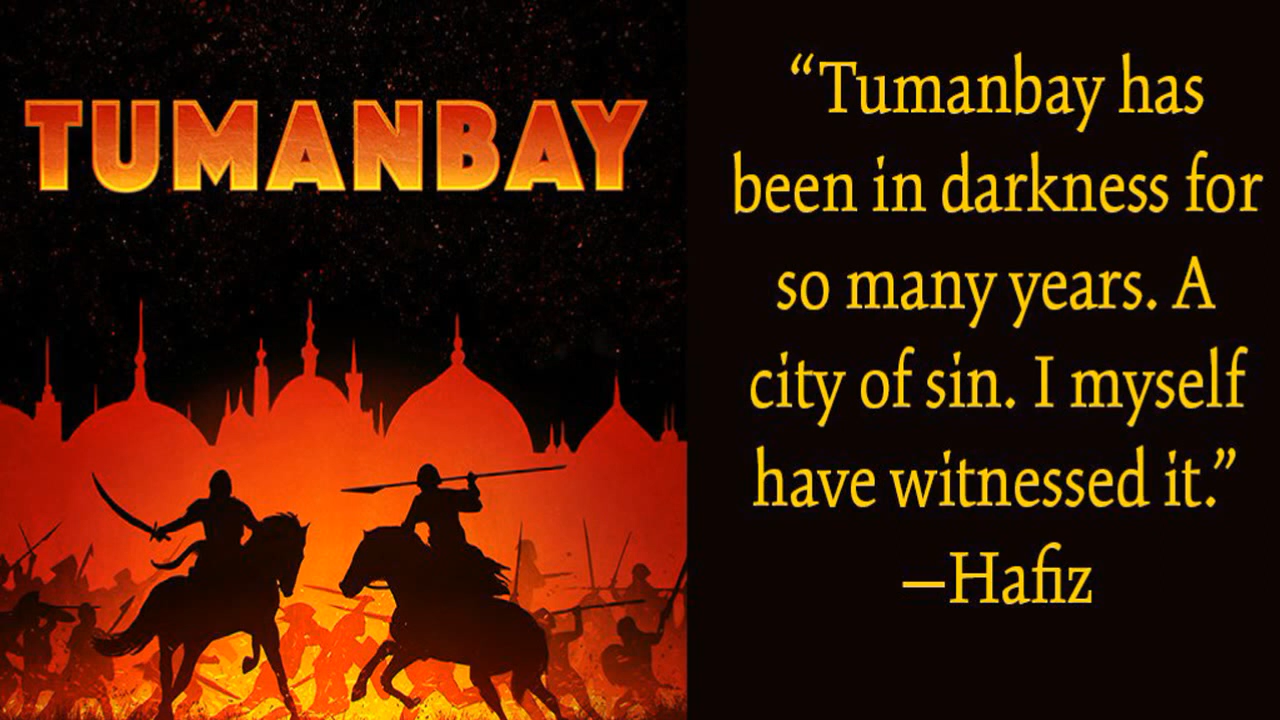 TUMANBAY
“Tumanbay has
been in darkness for
so many years. A
city of sin. I myself
have witnessed it.”
—Hafiz